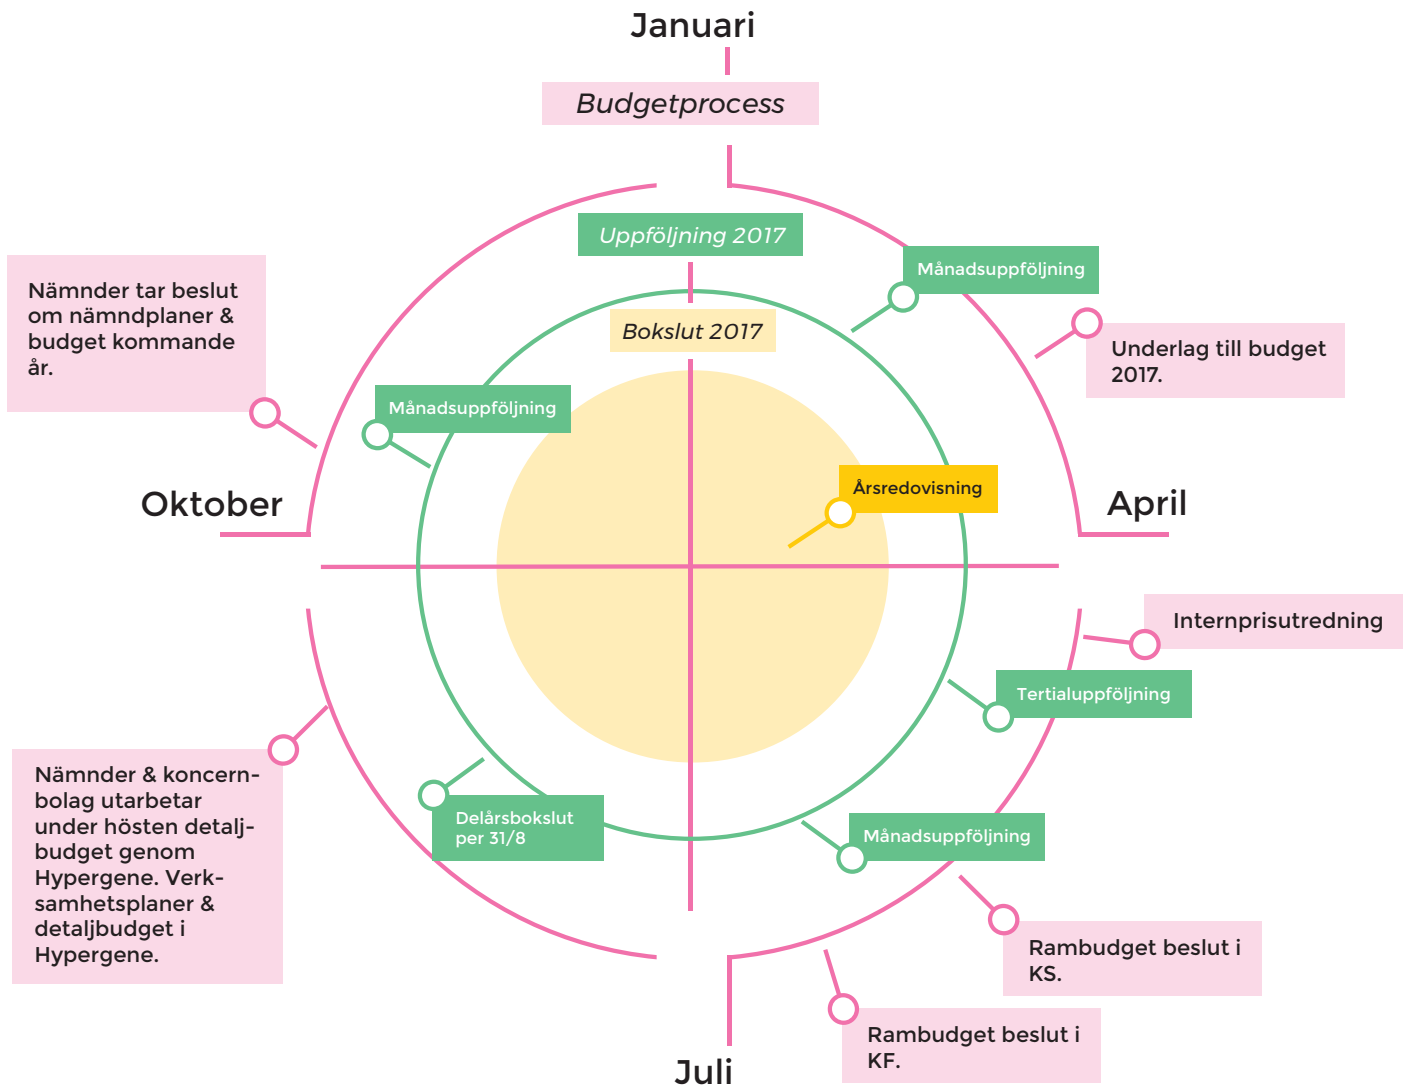 Januari
Budgetprocess
Uppföljning 2017
Bokslut 2017
Månadsuppföljning
Underlag till budget
2017.
Nämnder tar beslut
om nämndplaner &
budget kommande
år.
Månadsuppföljning
Årsredovisning
Oktober
April
Internprisutredning
Tertialuppföljning
Nämnder & koncern-
bolag utarbetar
under hösten detalj-
budget genom
Hypergene. Verk-
samhetsplaner &
detaljbudget i
Hypergene.
Delårsbokslut
per 31/8
Månadsuppföljning
Rambudget beslut i
KS.
Rambudget beslut i
KF.
Juli